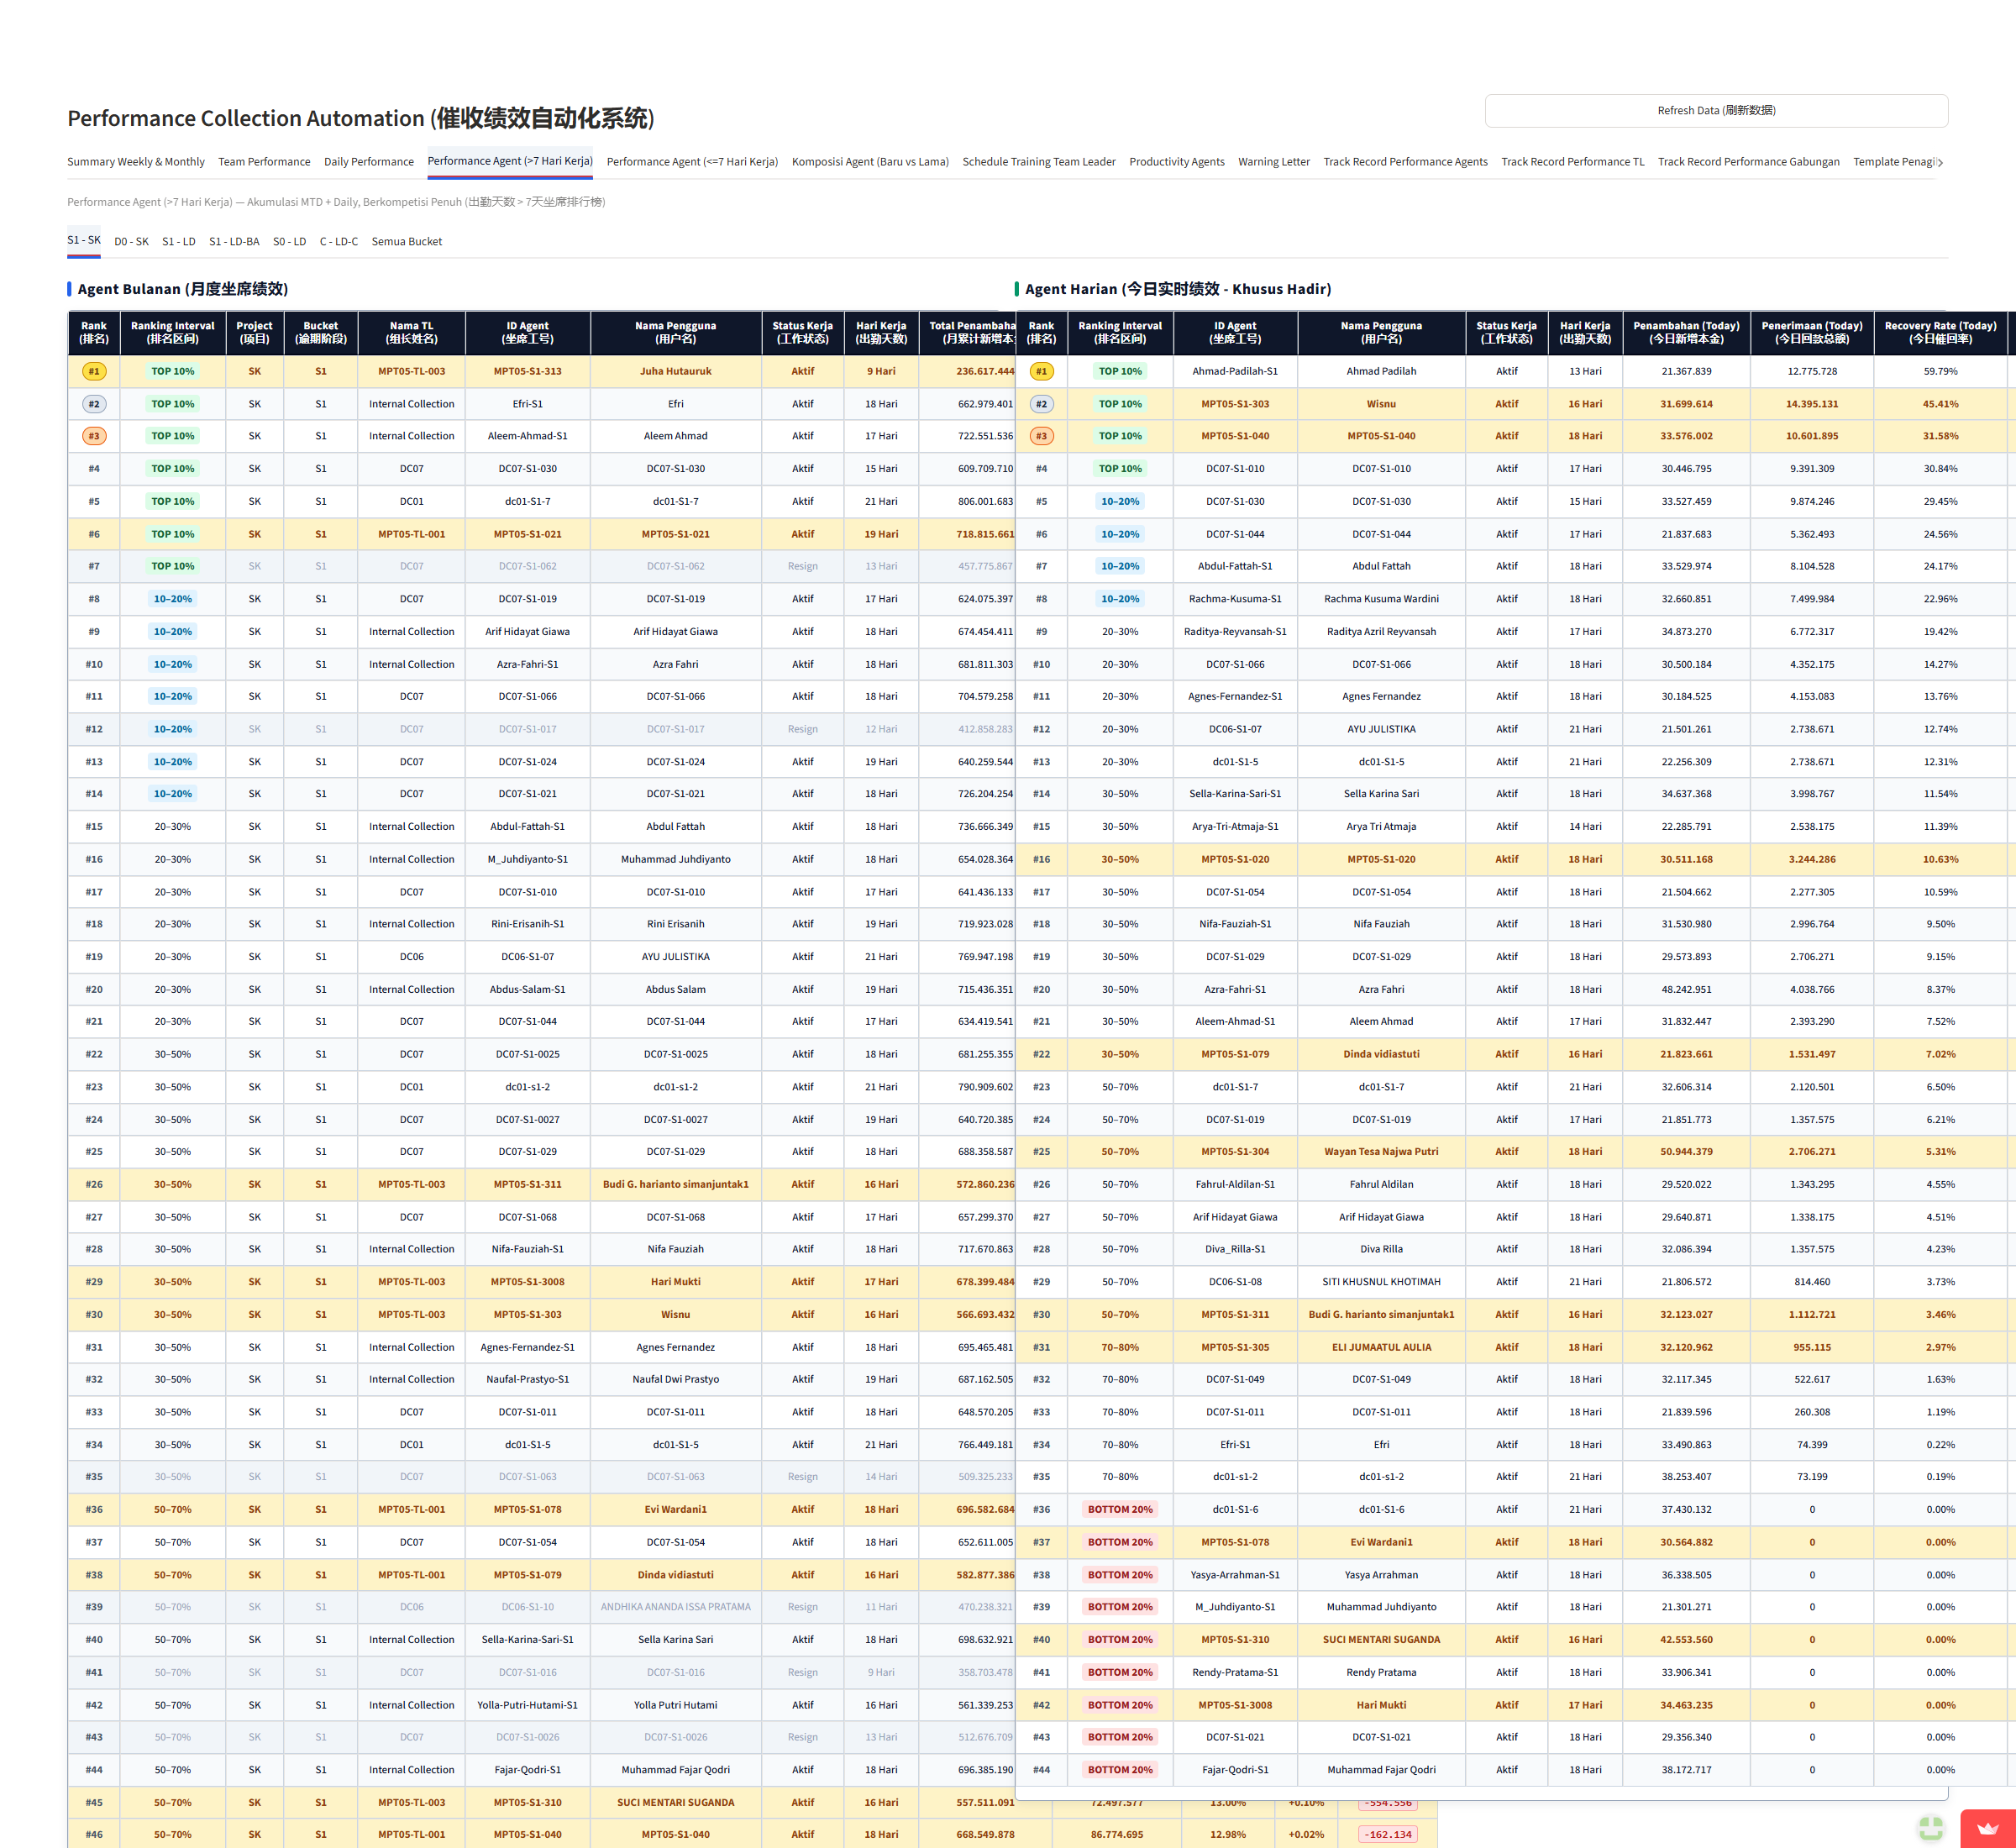 Performance Collection Automation (催收绩效自动化系统)
Refresh Data (刷新数据)
Summary Weekly & Monthly Team Performance Daily Performance Performance Agent (>7 Hari Kerja) Performance Agent (<=7 Hari Kerja) Komposisi Agent (Baru vs Lama) Schedule Training Team Leader Productivity Agents Warning Letter Track Record Performance Agents Track Record Performance TL Track Record Performance Gabungan Template Penagi
Performance Agent (>7 Hari Kerja) — Akumulasi MTD + Daily, Berkompetisi Penuh (出勤天数 > 7天坐席排行榜)
S1 - SK D0 - SK S1 - LD S1 - LD-BA S0 - LD C - LD-C Semua Bucket
Agent Bulanan (月度坐席绩效)
Rank Ranking Interval Project Bucket Nama TL ID Agent Nama Pengguna Status Kerja Hari Kerja Total Penambaha
(排名) (排名区间) (项目) (逾期阶段) (组长姓名) (坐席工号) (用户名) (工作状态) (出勤天数) (月累计新增本
#1 TOP 10% SK S1 MPT05-TL-003 MPT05-S1-313 Juha Hutauruk Aktif 9 Hari 236.617.444
#2 TOP 10% SK S1 Internal Collection Efri-S1 Efri Aktif 18 Hari 662.979.401
#3 TOP 10% SK S1 Internal Collection Aleem-Ahmad-S1 Aleem Ahmad Aktif 17 Hari 722.551.536
#4 TOP 10% SK S1 DC07 DC07-S1-030 DC07-S1-030 Aktif 15 Hari 609.709.710
#5 TOP 10% SK S1 DC01 dc01-S1-7 dc01-S1-7 Aktif 21 Hari 806.001.683
#6 TOP 10% SK S1 MPT05-TL-001 MPT05-S1-021 MPT05-S1-021 Aktif 19 Hari 718.815.661
#7 TOP 10% SK S1 DC07 DC07-S1-062 DC07-S1-062 Resign 13 Hari 457.775.867
#8 10–20% SK S1 DC07 DC07-S1-019 DC07-S1-019 Aktif 17 Hari 624.075.397
#9 10–20% SK S1 Internal Collection Arif Hidayat Giawa Arif Hidayat Giawa Aktif 18 Hari 674.454.411
#10 10–20% SK S1 Internal Collection Azra-Fahri-S1 Azra Fahri Aktif 18 Hari 681.811.303
#11 10–20% SK S1 DC07 DC07-S1-066 DC07-S1-066 Aktif 18 Hari 704.579.258
#12 10–20% SK S1 DC07 DC07-S1-017 DC07-S1-017 Resign 12 Hari 412.858.283
#13 10–20% SK S1 DC07 DC07-S1-024 DC07-S1-024 Aktif 19 Hari 640.259.544
#14 10–20% SK S1 DC07 DC07-S1-021 DC07-S1-021 Aktif 18 Hari 726.204.254
#15 20–30% SK S1 Internal Collection Abdul-Fattah-S1 Abdul Fattah Aktif 18 Hari 736.666.349
#16 20–30% SK S1 Internal Collection M_Juhdiyanto-S1 Muhammad Juhdiyanto Aktif 18 Hari 654.028.364
#17 20–30% SK S1 DC07 DC07-S1-010 DC07-S1-010 Aktif 17 Hari 641.436.133
#18 20–30% SK S1 Internal Collection Rini-Erisanih-S1 Rini Erisanih Aktif 19 Hari 719.923.028
#19 20–30% SK S1 DC06 DC06-S1-07 AYU JULISTIKA Aktif 21 Hari 769.947.198
#20 20–30% SK S1 Internal Collection Abdus-Salam-S1 Abdus Salam Aktif 19 Hari 715.436.351
#21 20–30% SK S1 DC07 DC07-S1-044 DC07-S1-044 Aktif 17 Hari 634.419.541
#22 30–50% SK S1 DC07 DC07-S1-0025 DC07-S1-0025 Aktif 18 Hari 681.255.355
#23 30–50% SK S1 DC01 dc01-s1-2 dc01-s1-2 Aktif 21 Hari 790.909.602
#24 30–50% SK S1 DC07 DC07-S1-0027 DC07-S1-0027 Aktif 19 Hari 640.720.385
#25 30–50% SK S1 DC07 DC07-S1-029 DC07-S1-029 Aktif 18 Hari 688.358.587
#26 30–50% SK S1 MPT05-TL-003 MPT05-S1-311 Budi G. harianto simanjuntak1 Aktif 16 Hari 572.860.236
#27 30–50% SK S1 DC07 DC07-S1-068 DC07-S1-068 Aktif 17 Hari 657.299.370
#28 30–50% SK S1 Internal Collection Nifa-Fauziah-S1 Nifa Fauziah Aktif 18 Hari 717.670.863
#29 30–50% SK S1 MPT05-TL-003 MPT05-S1-3008 Hari Mukti Aktif 17 Hari 678.399.484
#30 30–50% SK S1 MPT05-TL-003 MPT05-S1-303 Wisnu Aktif 16 Hari 566.693.432
#31 30–50% SK S1 Internal Collection Agnes-Fernandez-S1 Agnes Fernandez Aktif 18 Hari 695.465.481
#32 30–50% SK S1 Internal Collection Naufal-Prastyo-S1 Naufal Dwi Prastyo Aktif 19 Hari 687.162.505
#33 30–50% SK S1 DC07 DC07-S1-011 DC07-S1-011 Aktif 18 Hari 648.570.205
#34 30–50% SK S1 DC01 dc01-S1-5 dc01-S1-5 Aktif 21 Hari 766.449.181
#35 30–50% SK S1 DC07 DC07-S1-063 DC07-S1-063 Resign 14 Hari 509.325.233
#36 50–70% SK S1 MPT05-TL-001 MPT05-S1-078 Evi Wardani1 Aktif 18 Hari 696.582.684
#37 50–70% SK S1 DC07 DC07-S1-054 DC07-S1-054 Aktif 18 Hari 652.611.005
#38 50–70% SK S1 MPT05-TL-001 MPT05-S1-079 Dinda vidiastuti Aktif 16 Hari 582.877.386
#39 50–70% SK S1 DC06 DC06-S1-10 ANDHIKA ANANDA ISSA PRATAMA Resign 11 Hari 470.238.321
#40 50–70% SK S1 Internal Collection Sella-Karina-Sari-S1 Sella Karina Sari Aktif 18 Hari 698.632.921
#41 50–70% SK S1 DC07 DC07-S1-016 DC07-S1-016 Resign 9 Hari 358.703.478
#42 50–70% SK S1 Internal Collection Yolla-Putri-Hutami-S1 Yolla Putri Hutami Aktif 16 Hari 561.339.253
#43 50–70% SK S1 DC07 DC07-S1-0026 DC07-S1-0026 Resign 13 Hari 512.676.709
#44 50–70% SK S1 Internal Collection Fajar-Qodri-S1 Muhammad Fajar Qodri Aktif 18 Hari 696.385.190
#45 50–70% SK S1 MPT05-TL-003 MPT05-S1-310 SUCI MENTARI SUGANDA Aktif 16 Hari 557.511.091 72.497.577 13.00% +0.10% -554.556
#46 50–70% SK S1 MPT05-TL-001 MPT05-S1-040 MPT05-S1-040 Aktif 18 Hari 668.549.878 86.774.695 12.98% +0.02% -162.134
Agent Harian (今日实时绩效 - Khusus Hadir)
Rank Ranking Interval ID Agent Nama Pengguna Status Kerja Hari Kerja Penambahan (Today) Penerimaan (Today) Recovery Rate (Today)
(排名) (排名区间) (坐席工号) (用户名) (工作状态) (出勤天数) (今日新增本金) (今日回款总额) (今日催回率)
#1 TOP 10% Ahmad-Padilah-S1 Ahmad Padilah Aktif 13 Hari 21.367.839 12.775.728 59.79%
#2 TOP 10% MPT05-S1-303 Wisnu Aktif 16 Hari 31.699.614 14.395.131 45.41%
#3 TOP 10% MPT05-S1-040 MPT05-S1-040 Aktif 18 Hari 33.576.002 10.601.895 31.58%
#4 TOP 10% DC07-S1-010 DC07-S1-010 Aktif 17 Hari 30.446.795 9.391.309 30.84%
#5 10–20% DC07-S1-030 DC07-S1-030 Aktif 15 Hari 33.527.459 9.874.246 29.45%
#6 10–20% DC07-S1-044 DC07-S1-044 Aktif 17 Hari 21.837.683 5.362.493 24.56%
#7 10–20% Abdul-Fattah-S1 Abdul Fattah Aktif 18 Hari 33.529.974 8.104.528 24.17%
#8 10–20% Rachma-Kusuma-S1 Rachma Kusuma Wardini Aktif 18 Hari 32.660.851 7.499.984 22.96%
#9 20–30% Raditya-Reyvansah-S1 Raditya Azril Reyvansah Aktif 17 Hari 34.873.270 6.772.317 19.42%
#10 20–30% DC07-S1-066 DC07-S1-066 Aktif 18 Hari 30.500.184 4.352.175 14.27%
#11 20–30% Agnes-Fernandez-S1 Agnes Fernandez Aktif 18 Hari 30.184.525 4.153.083 13.76%
#12 20–30% DC06-S1-07 AYU JULISTIKA Aktif 21 Hari 21.501.261 2.738.671 12.74%
#13 20–30% dc01-S1-5 dc01-S1-5 Aktif 21 Hari 22.256.309 2.738.671 12.31%
#14 30–50% Sella-Karina-Sari-S1 Sella Karina Sari Aktif 18 Hari 34.637.368 3.998.767 11.54%
#15 30–50% Arya-Tri-Atmaja-S1 Arya Tri Atmaja Aktif 14 Hari 22.285.791 2.538.175 11.39%
#16 30–50% MPT05-S1-020 MPT05-S1-020 Aktif 18 Hari 30.511.168 3.244.286 10.63%
#17 30–50% DC07-S1-054 DC07-S1-054 Aktif 18 Hari 21.504.662 2.277.305 10.59%
#18 30–50% Nifa-Fauziah-S1 Nifa Fauziah Aktif 18 Hari 31.530.980 2.996.764 9.50%
#19 30–50% DC07-S1-029 DC07-S1-029 Aktif 18 Hari 29.573.893 2.706.271 9.15%
#20 30–50% Azra-Fahri-S1 Azra Fahri Aktif 18 Hari 48.242.951 4.038.766 8.37%
#21 30–50% Aleem-Ahmad-S1 Aleem Ahmad Aktif 17 Hari 31.832.447 2.393.290 7.52%
#22 30–50% MPT05-S1-079 Dinda vidiastuti Aktif 16 Hari 21.823.661 1.531.497 7.02%
#23 50–70% dc01-S1-7 dc01-S1-7 Aktif 21 Hari 32.606.314 2.120.501 6.50%
#24 50–70% DC07-S1-019 DC07-S1-019 Aktif 17 Hari 21.851.773 1.357.575 6.21%
#25 50–70% MPT05-S1-304 Wayan Tesa Najwa Putri Aktif 18 Hari 50.944.379 2.706.271 5.31%
#26 50–70% Fahrul-Aldilan-S1 Fahrul Aldilan Aktif 18 Hari 29.520.022 1.343.295 4.55%
#27 50–70% Arif Hidayat Giawa Arif Hidayat Giawa Aktif 18 Hari 29.640.871 1.338.175 4.51%
#28 50–70% Diva_Rilla-S1 Diva Rilla Aktif 18 Hari 32.086.394 1.357.575 4.23%
#29 50–70% DC06-S1-08 SITI KHUSNUL KHOTIMAH Aktif 21 Hari 21.806.572 814.460 3.73%
#30 50–70% MPT05-S1-311 Budi G. harianto simanjuntak1 Aktif 16 Hari 32.123.027 1.112.721 3.46%
#31 70–80% MPT05-S1-305 ELI JUMAATUL AULIA Aktif 18 Hari 32.120.962 955.115 2.97%
#32 70–80% DC07-S1-049 DC07-S1-049 Aktif 18 Hari 32.117.345 522.617 1.63%
#33 70–80% DC07-S1-011 DC07-S1-011 Aktif 18 Hari 21.839.596 260.308 1.19%
#34 70–80% Efri-S1 Efri Aktif 18 Hari 33.490.863 74.399 0.22%
#35 70–80% dc01-s1-2 dc01-s1-2 Aktif 21 Hari 38.253.407 73.199 0.19%
#36 BOTTOM 20% dc01-S1-6 dc01-S1-6 Aktif 21 Hari 37.430.132 0 0.00%
#37 BOTTOM 20% MPT05-S1-078 Evi Wardani1 Aktif 18 Hari 30.564.882 0 0.00%
#38 BOTTOM 20% Yasya-Arrahman-S1 Yasya Arrahman Aktif 18 Hari 36.338.505 0 0.00%
#39 BOTTOM 20% M_Juhdiyanto-S1 Muhammad Juhdiyanto Aktif 18 Hari 21.301.271 0 0.00%
#40 BOTTOM 20% MPT05-S1-310 SUCI MENTARI SUGANDA Aktif 16 Hari 42.553.560 0 0.00%
#41 BOTTOM 20% Rendy-Pratama-S1 Rendy Pratama Aktif 18 Hari 33.906.341 0 0.00%
#42 BOTTOM 20% MPT05-S1-3008 Hari Mukti Aktif 17 Hari 34.463.235 0 0.00%
#43 BOTTOM 20% DC07-S1-021 DC07-S1-021 Aktif 18 Hari 29.356.340 0 0.00%
#44 BOTTOM 20% Fajar-Qodri-S1 Muhammad Fajar Qodri Aktif 18 Hari 38.172.717 0 0.00%